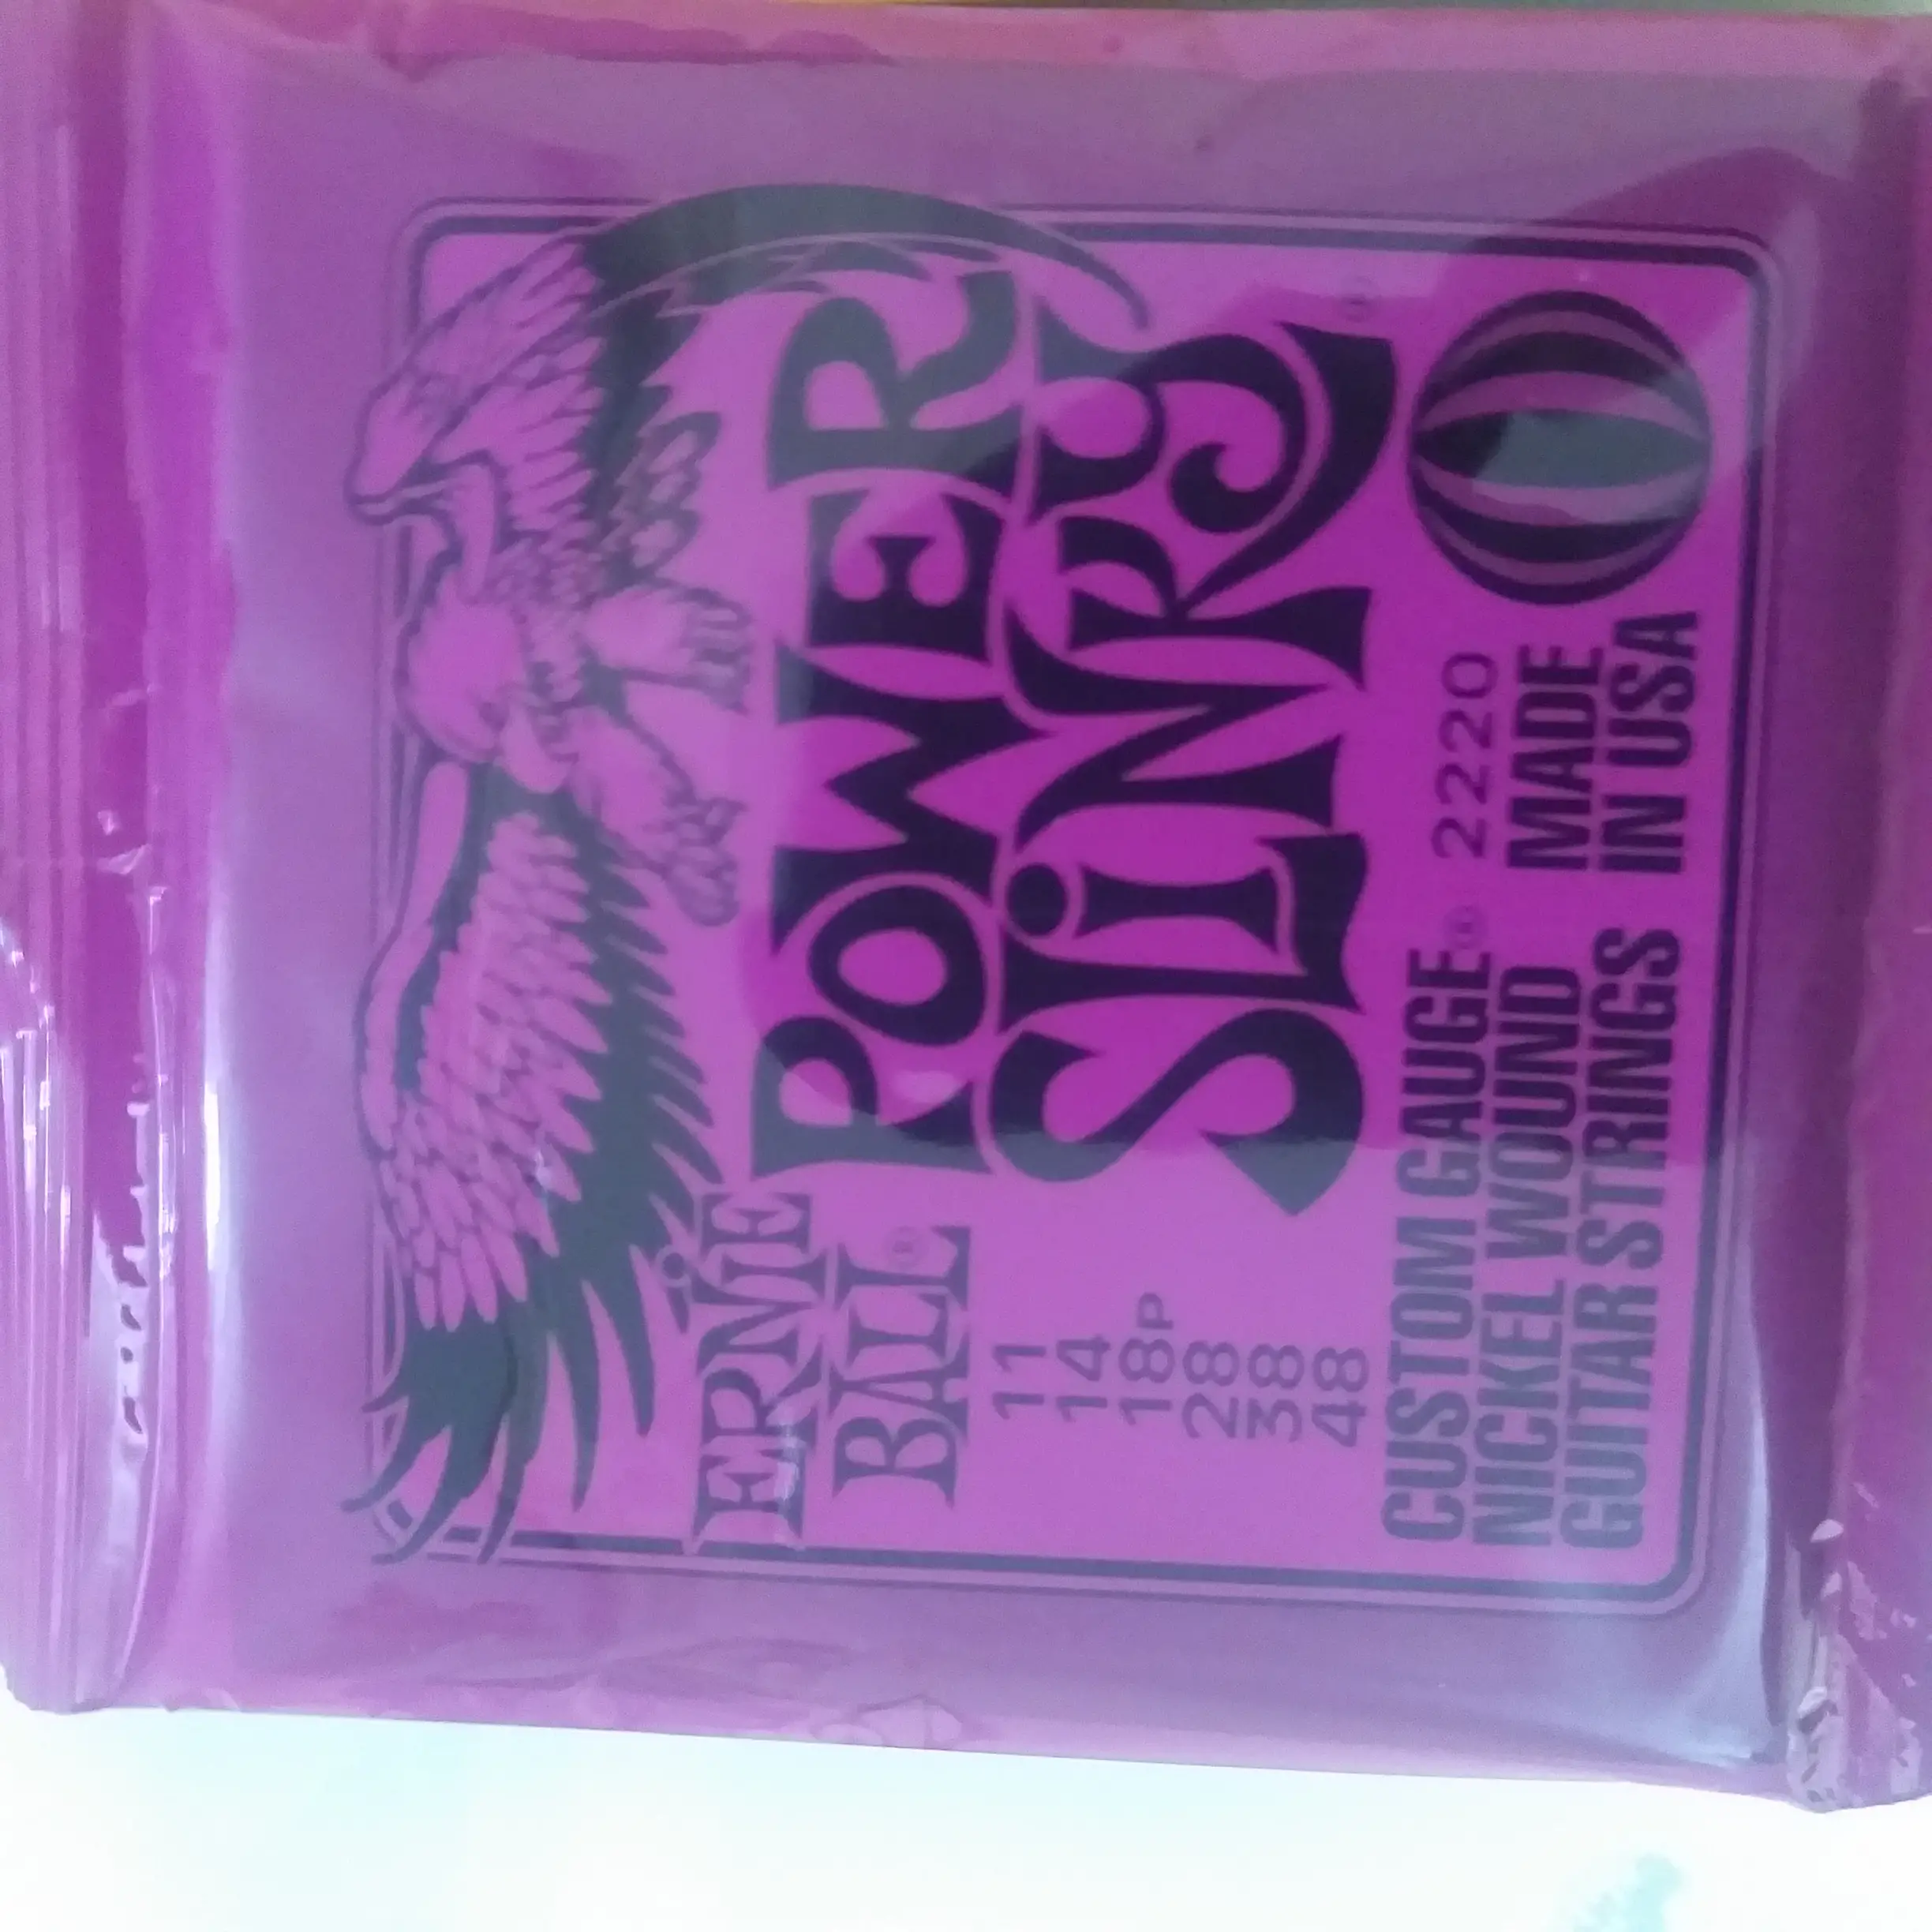 ERNiE
BALL®
POWER
SLiNKy®
11
14
18P
28
38
48
CUSTOM GAUGE® 2220
NICKEL WOUND MADE
GUITAR STRINGS IN USA